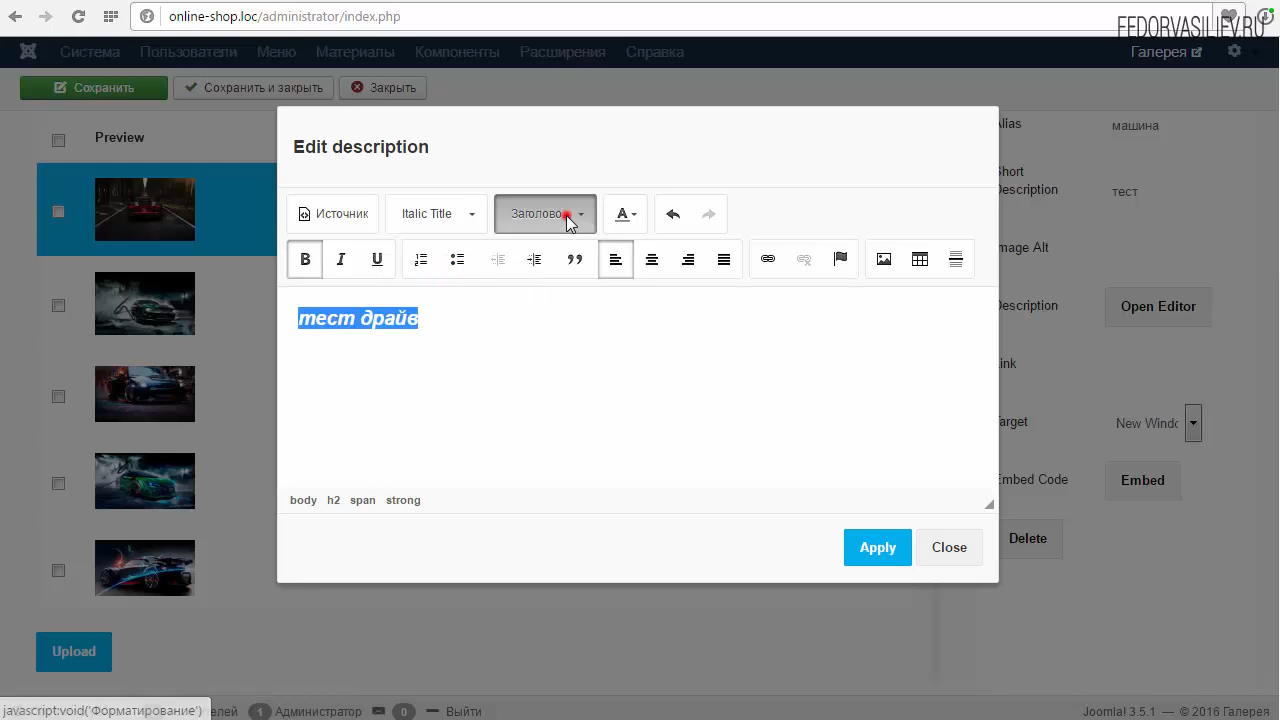 online-shop.loc/administrator/index.php
FEDORVASILIEV.RU
Система Пользователи Меню Материалы Компоненты Расширения Справка Галерея
Сохранить Сохранить и закрыть Закрыть
Preview
Edit description
Источник Italic Title Заголово A
B I U
тест драйв
body h2 span strong
Apply Close
Alias машина
Short
Description тест
Image Alt
Description Open Editor
Link
Target New Windo
Embed Code Embed
Delete
Upload
javascript:void('Форматирование') телей 1 Администратор 0 Выйти
Joomla! 3.5.1 — © 2016 Галерея